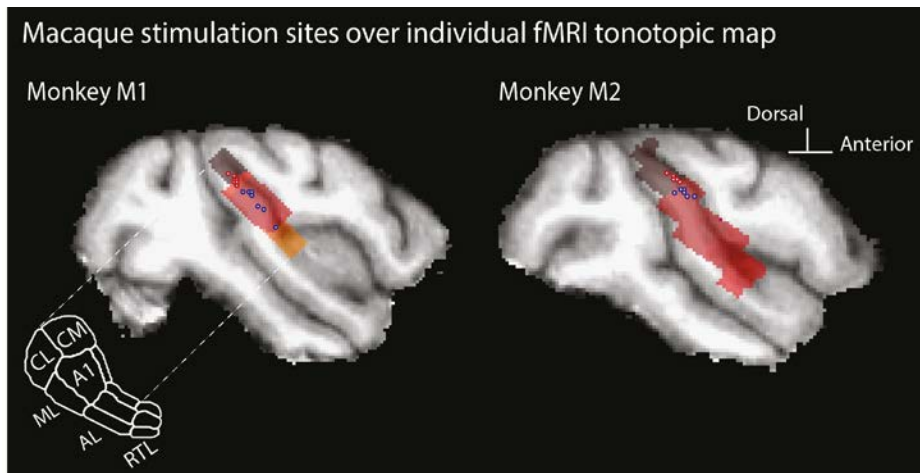 Macaque stimulation sites over individual fMRI tonotopic map
Monkey M1
Monkey M2
Dorsal
Anterior
CL
CM
A1
ML
AL
RTL